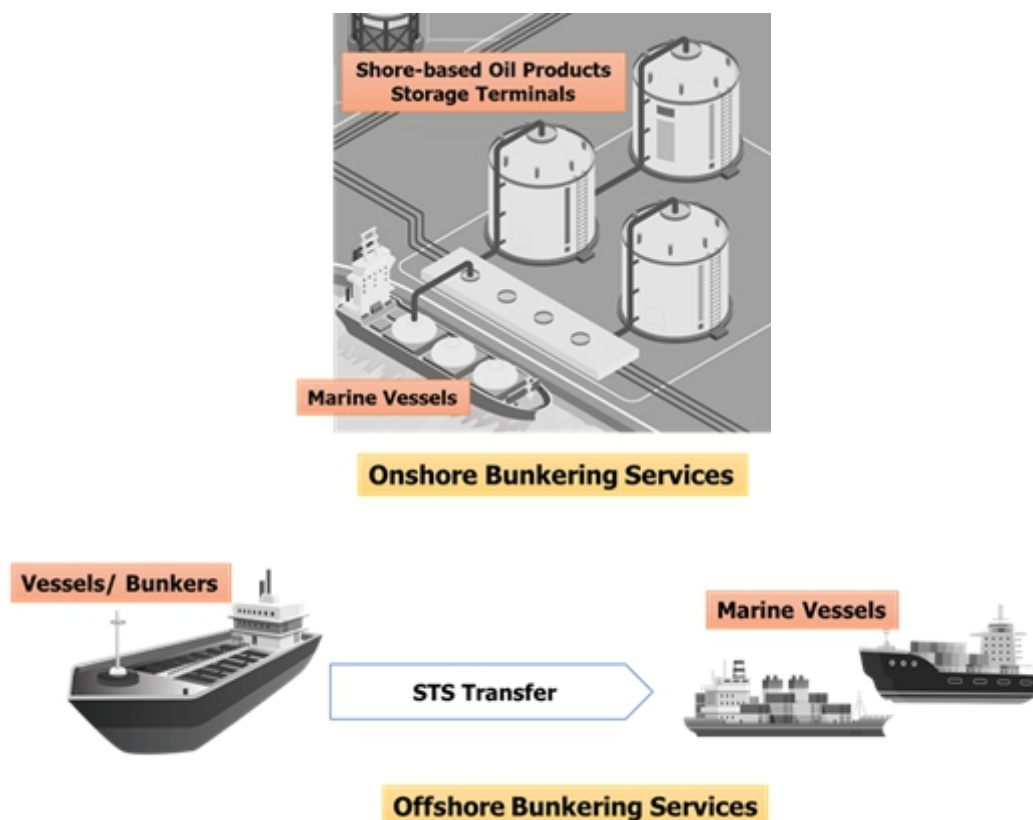 Shore-based Oil Products
Storage Terminals
Marine Vessels
Onshore Bunkering Services
Vessels/ Bunkers
Marine Vessels
STS Transfer
Offshore Bunkering Services